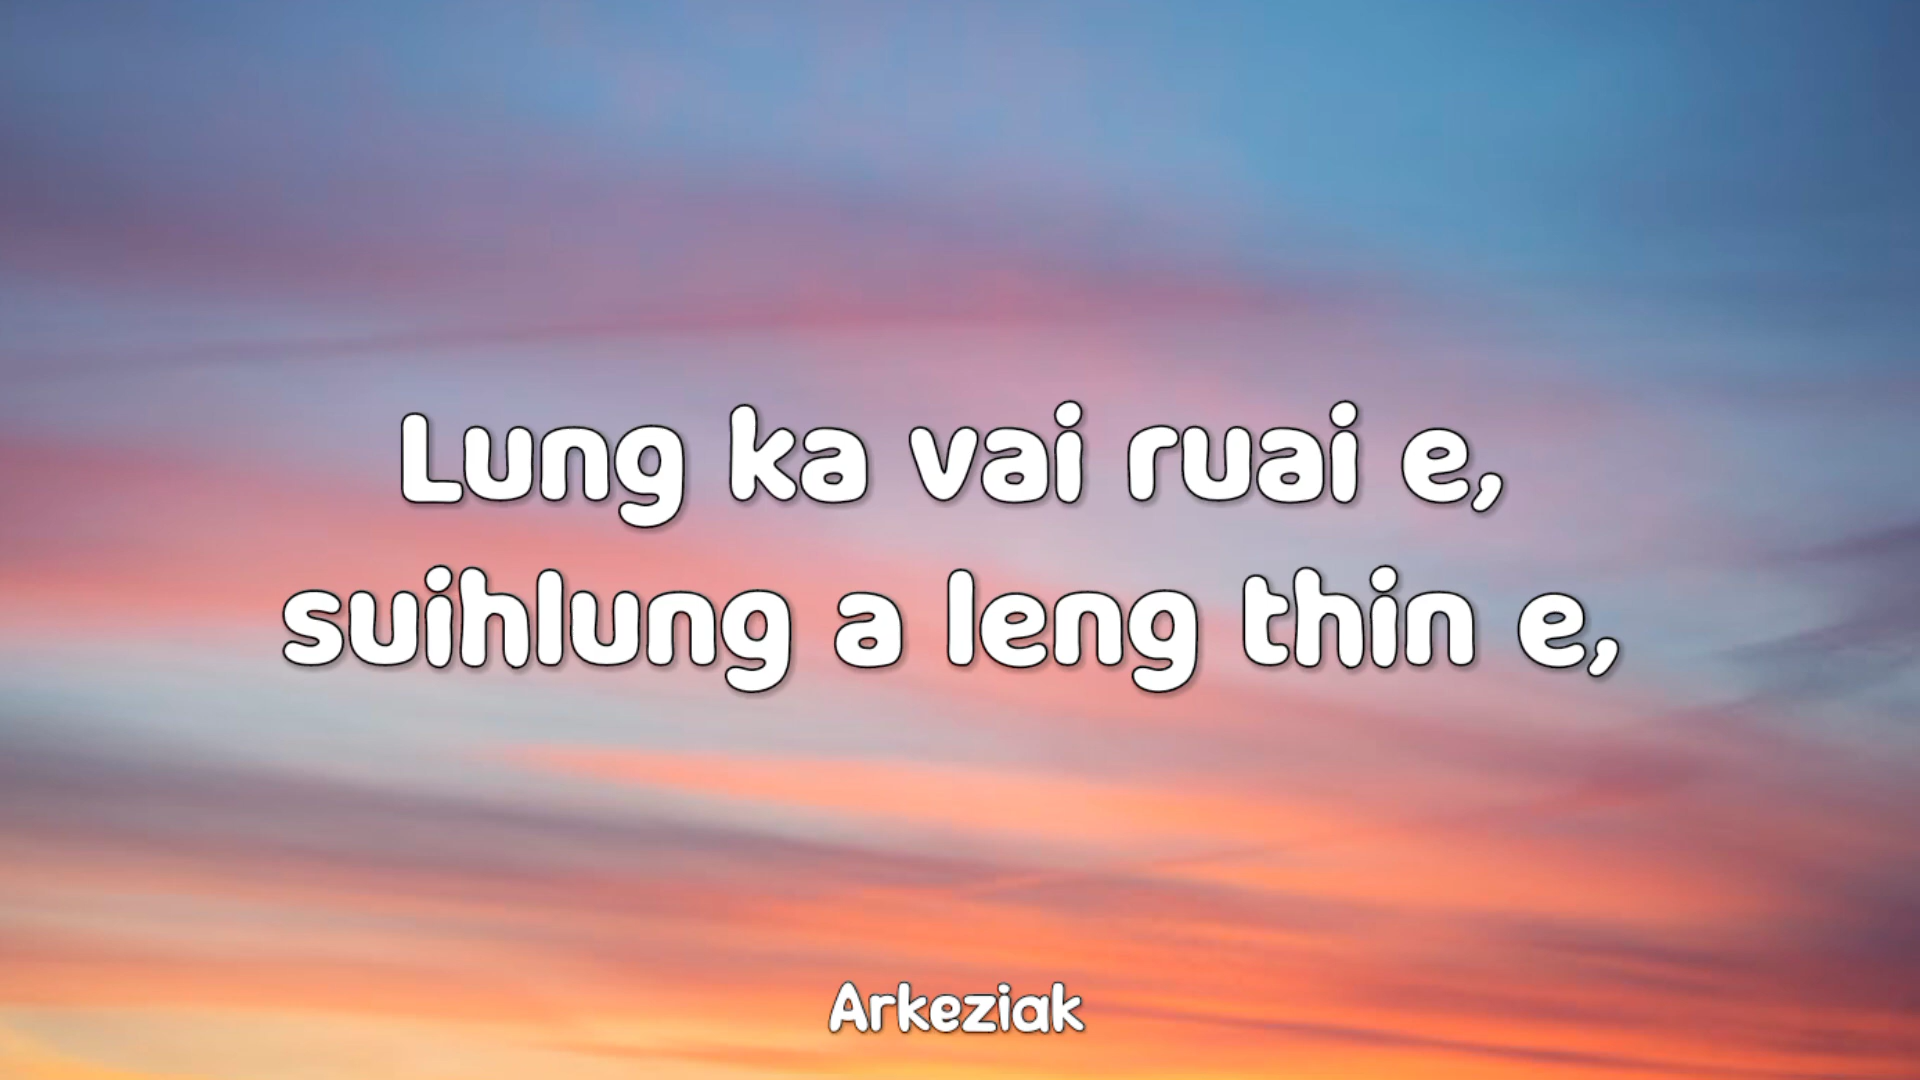 Lung ka vai ruai e,
suihlung a leng thin e,
Arkeziak